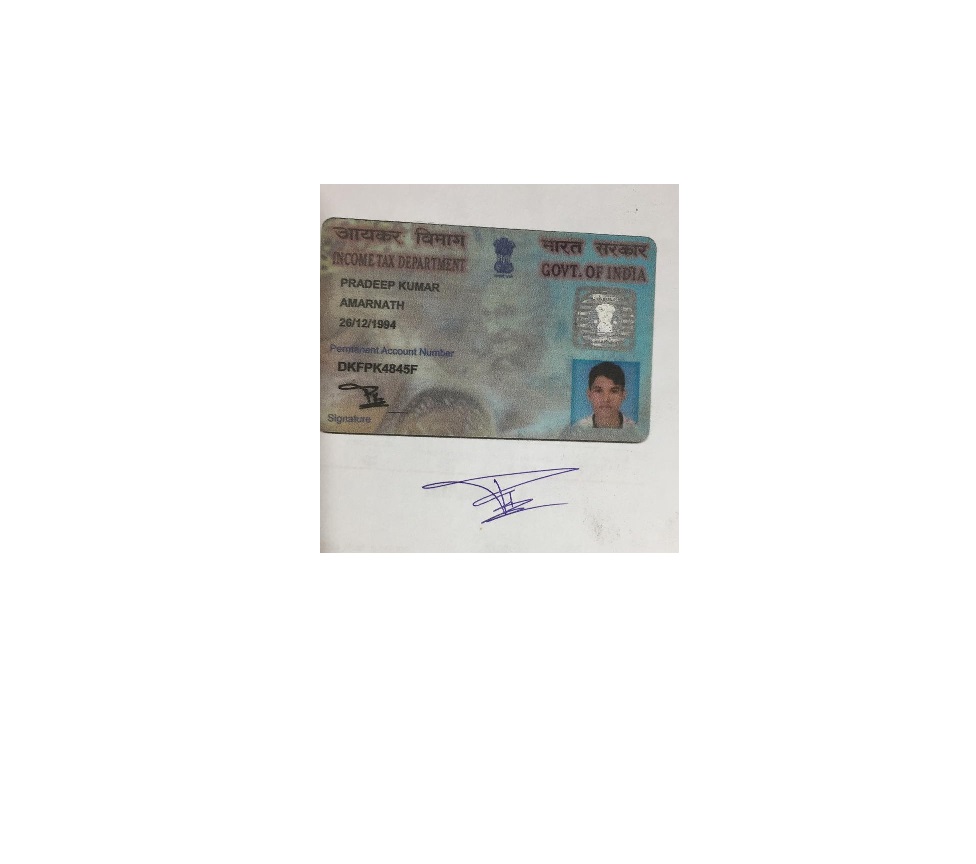 आयकर विभाग
भारत सरकार
INCOME TAX DEPARTMENT
GOVT. OF INDIA
PRADEEP KUMAR
AMARNATH
26/12/1994
Permanent Account Number
DKFPK4845F
Signature